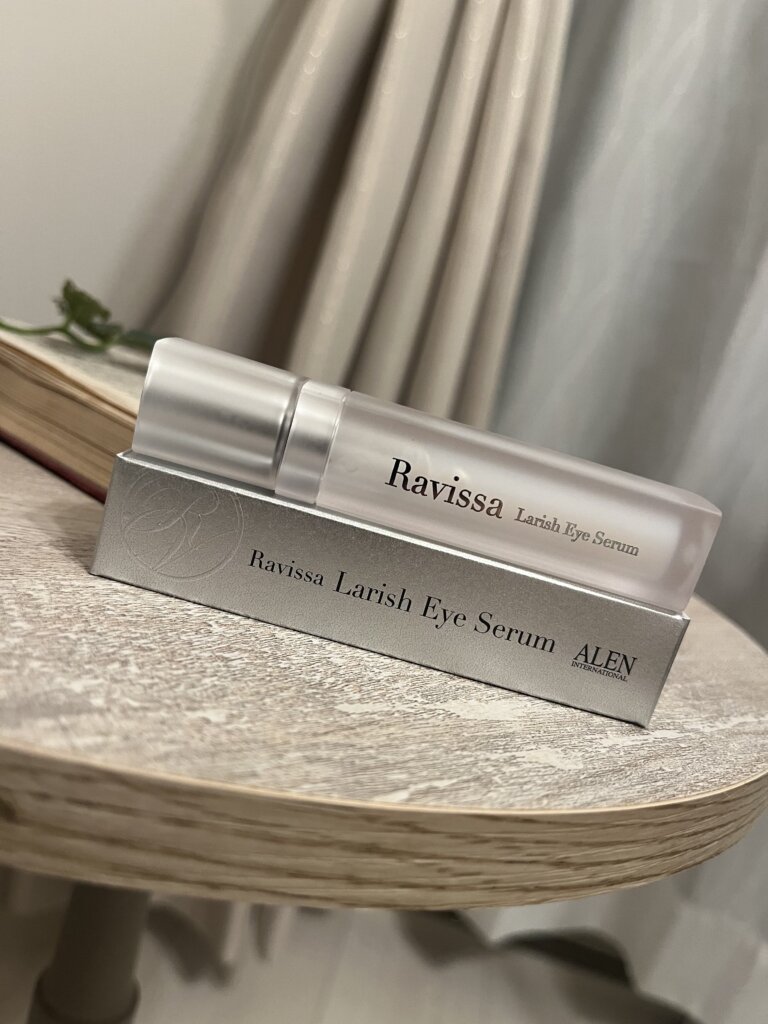 Ravissa Larish Eye Serum
Ravissa Larish Eye Serum
ALEN
INTERNATIONAL